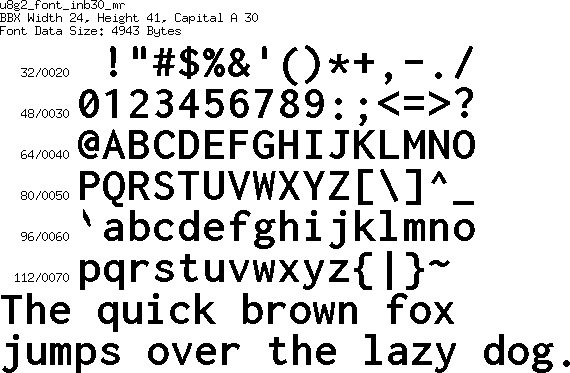 u8g2_font_inb30_mr
BBX Width 24, Height 41, Capital A 30
Font Data Size: 4943 Bytes
32/0020 !"#$%&'()*+,-./
48/0030 0123456789:;<=>?
64/0040 @ABCDEFGHIJKLMNO
80/0050 PQRSTUVWXYZ[\]^_
96/0060 `abcdefghijklmno
112/0070 pqrstuvwxyz{|}~
The quick brown fox
jumps over the lazy dog.